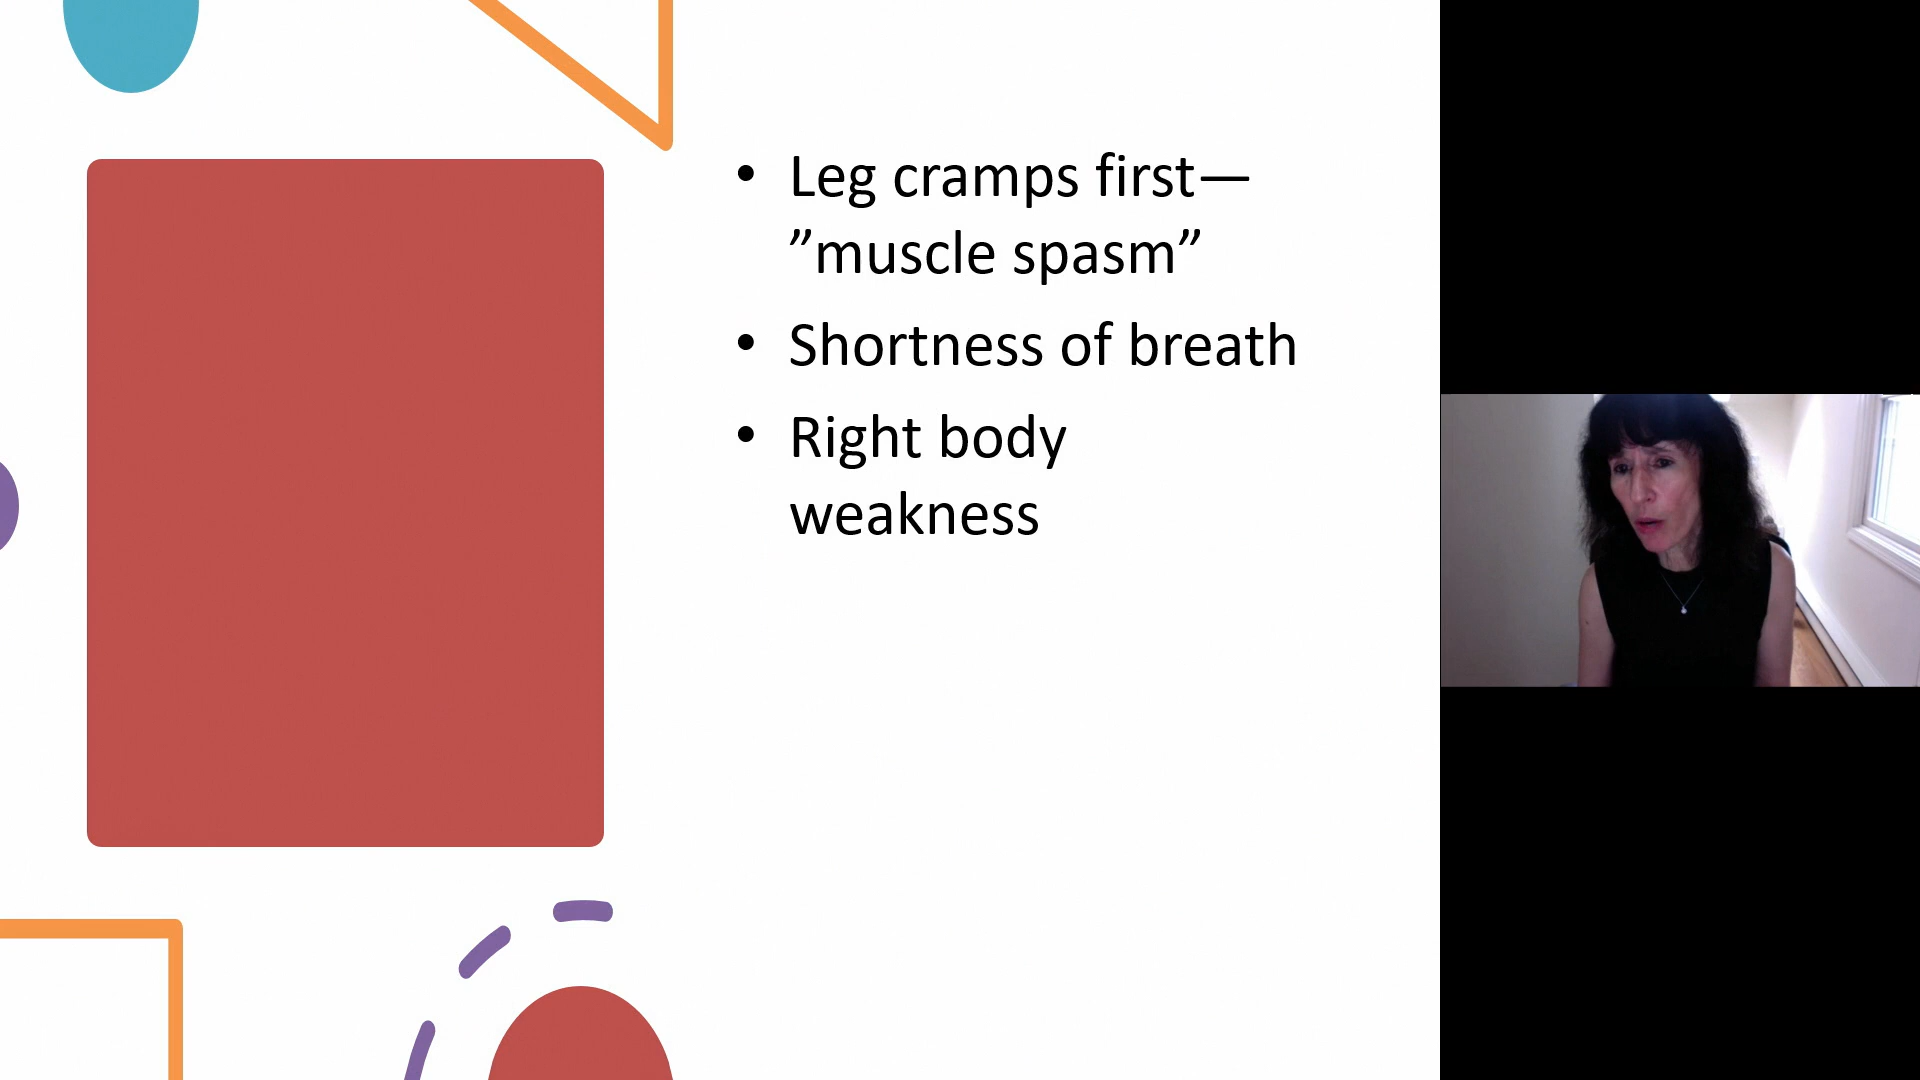 • Leg cramps first—
”muscle spasm”
• Shortness of breath
• Right body
weakness